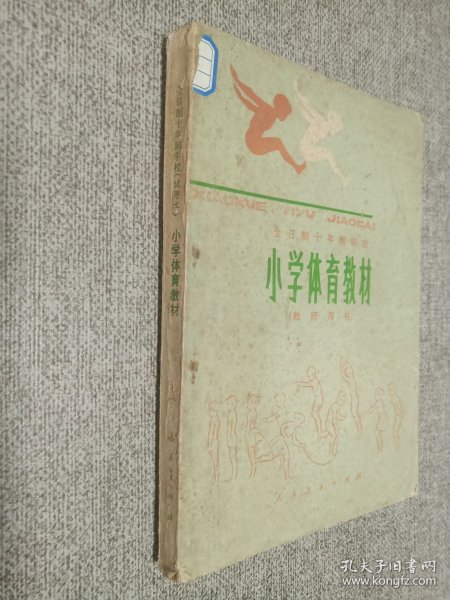 全日制十年制学校(试用本) 小学体育教材
XIAOXUE TIYU JIAOCAI
全日制十年制学校
小学体育教材
(教师用书)
人民教育出版社
孔夫子旧书网
www.kongfz.com